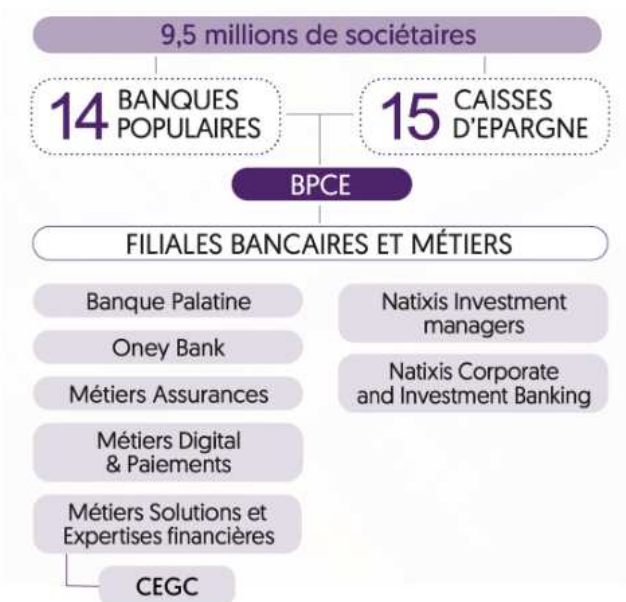 9,5 millions de sociétaires
14 BANQUES
POPULAIRES
15 CAISSES
D'EPARGNE
BPCE
FILIALES BANCAIRES ET MÉTIERS
Banque Palatine
Oney Bank
Métiers Assurances
Métiers Digital
& Paiements
Métiers Solutions et
Expertises financières
CEGC
Natixis Investment
managers
Natixis Corporate
and Investment Banking